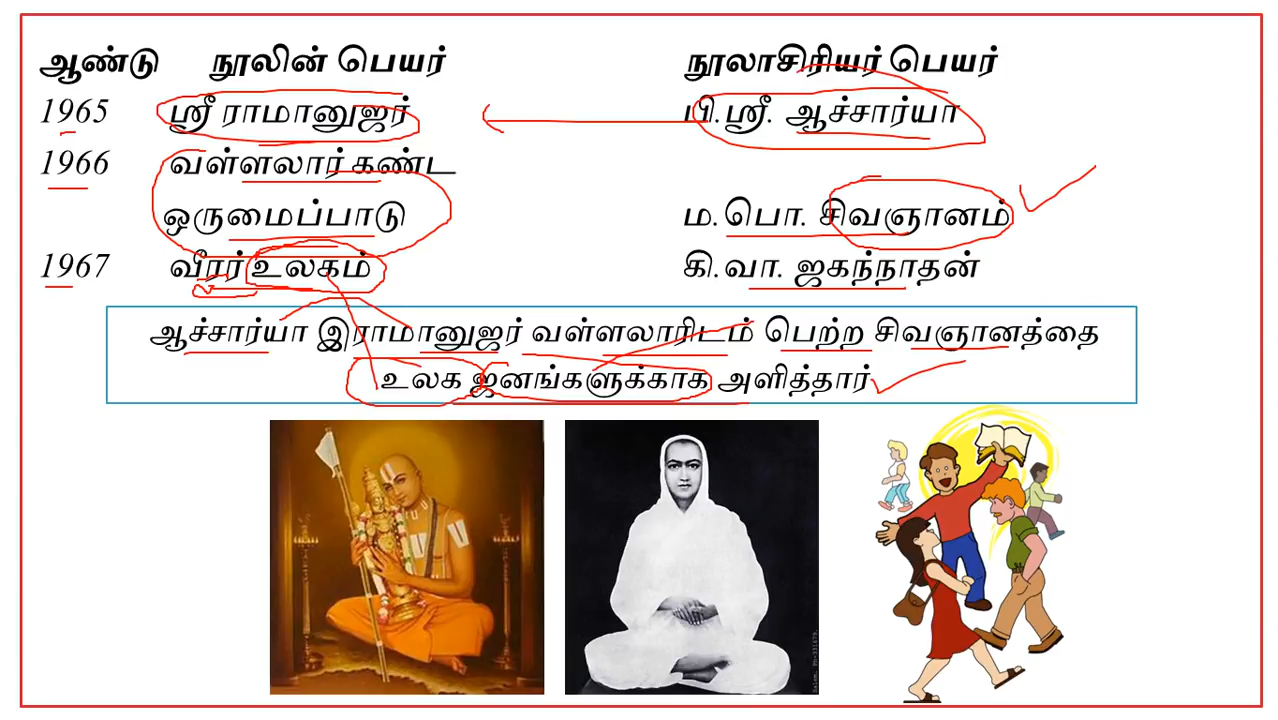 ஆண்டு நூலின் பெயர் நூலாசிரியர் பெயர்
1965 ஸ்ரீ ராமானுஜர் பி.ஸ்ரீ. ஆச்சார்யா
1966 வள்ளலார் கண்ட
ஒருமைப்பாடு ம.பொ. சிவஞானம்
1967 வீரர் உலகம் கி.வா. ஜகந்நாதன்
ஆச்சார்யா இராமானுஜர் வள்ளலாரிடம் பெற்ற சிவஞானத்தை
உலக ஜனங்களுக்காக அளித்தார்